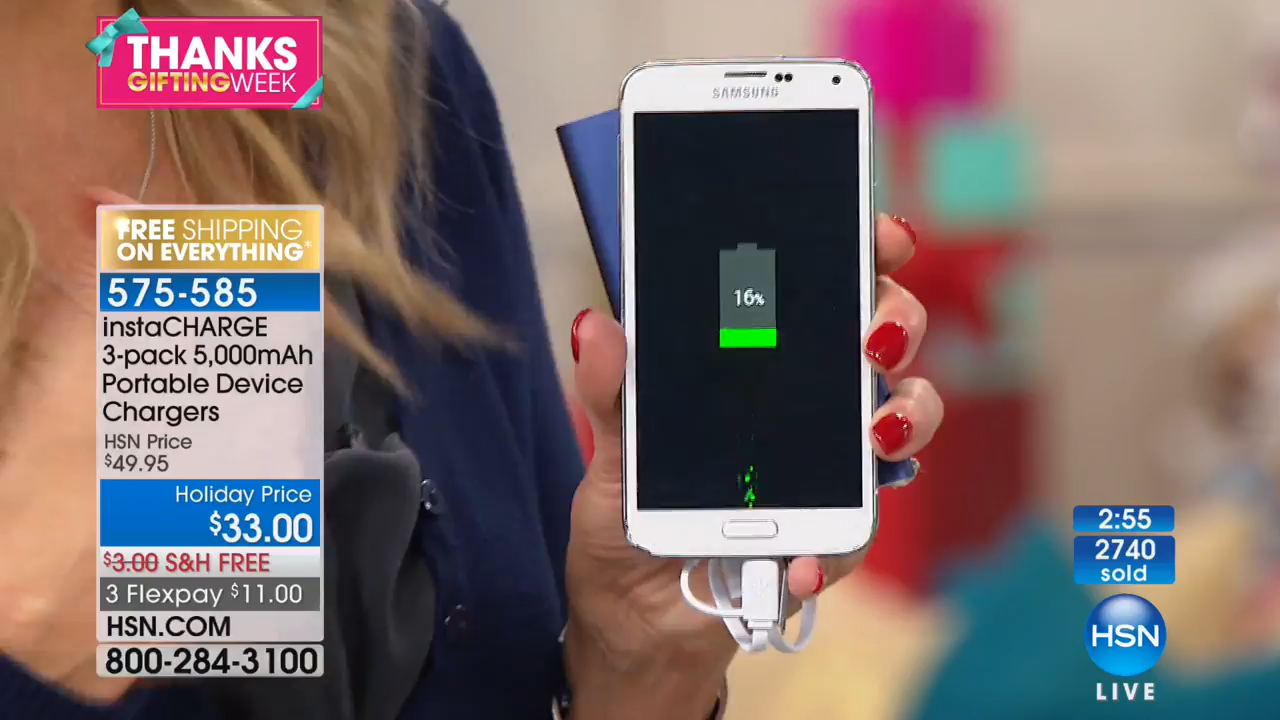 THANKS
GIFTINGWEEK
FREE SHIPPING
ON EVERYTHING*
575-585
instaCHARGE
3-pack 5,000mAh
Portable Device
Chargers
HSN Price
$49.95
Holiday Price
$33.00
$3.00 S&H FREE
3 Flexpay $11.00
HSN.COM
800-284-3100
SAMSUNG
16%
2:55
2740
sold
HSN
LIVE